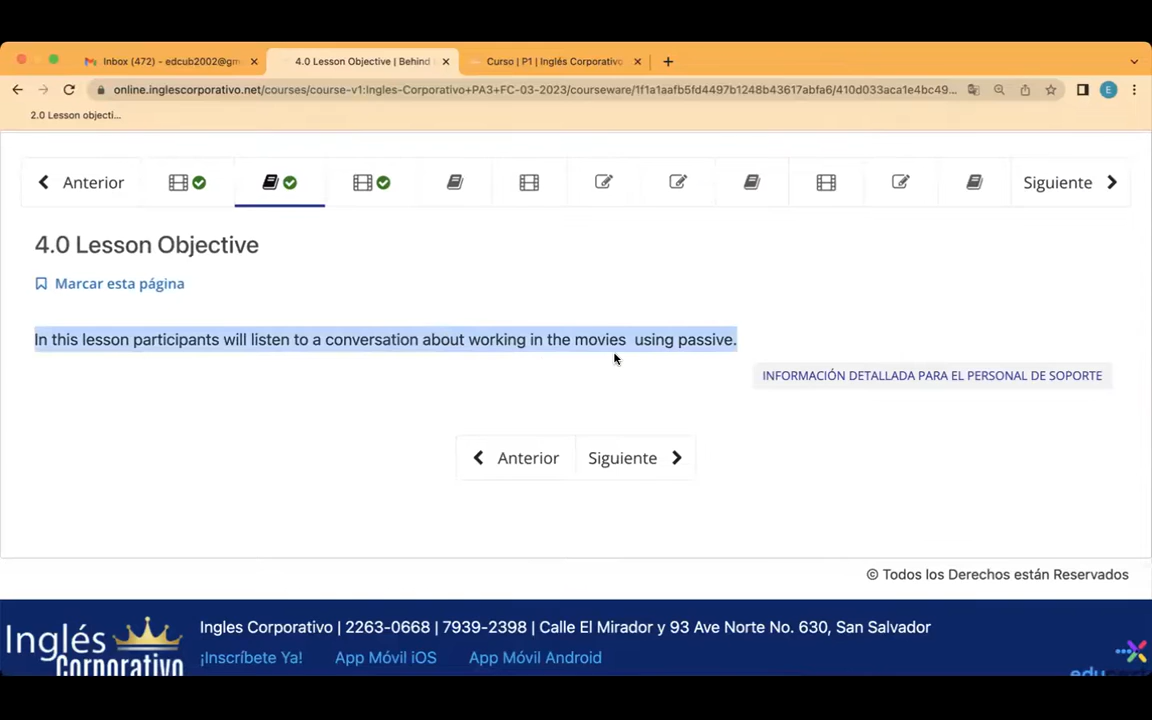 Inbox (472) - edcub2002@gm
4.0 Lesson Objective | Behind
Curso | P1 | Inglés Corporativo
online.inglescorporativo.net/courses/course-v1:Ingles-Corporativo+PA3+FC-03-2023/courseware/1f1a1aafb5fd4497b1248b43617abfa6/410d033aca1e4bc49...
E
2.0 Lesson objecti...
Anterior
Siguiente
4.0 Lesson Objective
Marcar esta página
In this lesson participants will listen to a conversation about working in the movies  using passive.
INFORMACIÓN DETALLADA PARA EL PERSONAL DE SOPORTE
Anterior
Siguiente
© Todos los Derechos están Reservados
Inglés
Corporativo
Ingles Corporativo | 2263-0668 | 7939-2398 | Calle El Mirador y 93 Ave Norte No. 630, San Salvador
¡Inscríbete Ya! App Móvil iOS App Móvil Android